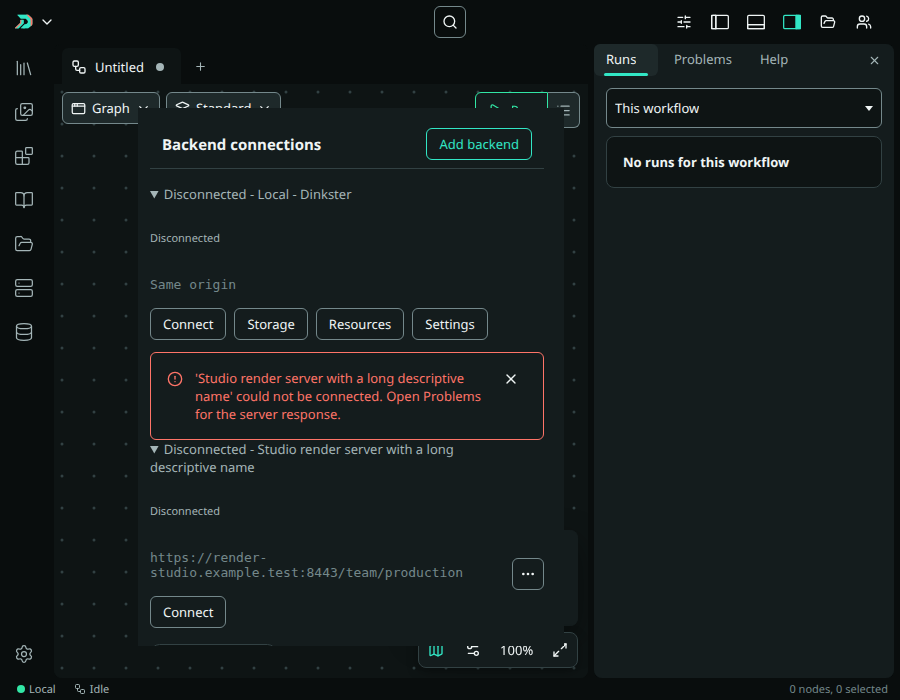 Untitled
Runs
Problems
Help
Graph
Standard
This workflow
Backend connections
Add backend
No runs for this workflow
Disconnected - Local - Dinkster
Disconnected
Same origin
Connect
Storage
Resources
Settings
'Studio render server with a long descriptive
name' could not be connected. Open Problems
for the server response.
Disconnected - Studio render server with a long
descriptive name
Disconnected
https://render-
studio.example.test:8443/team/production
Connect
100%
Local
Idle
0 nodes, 0 selected